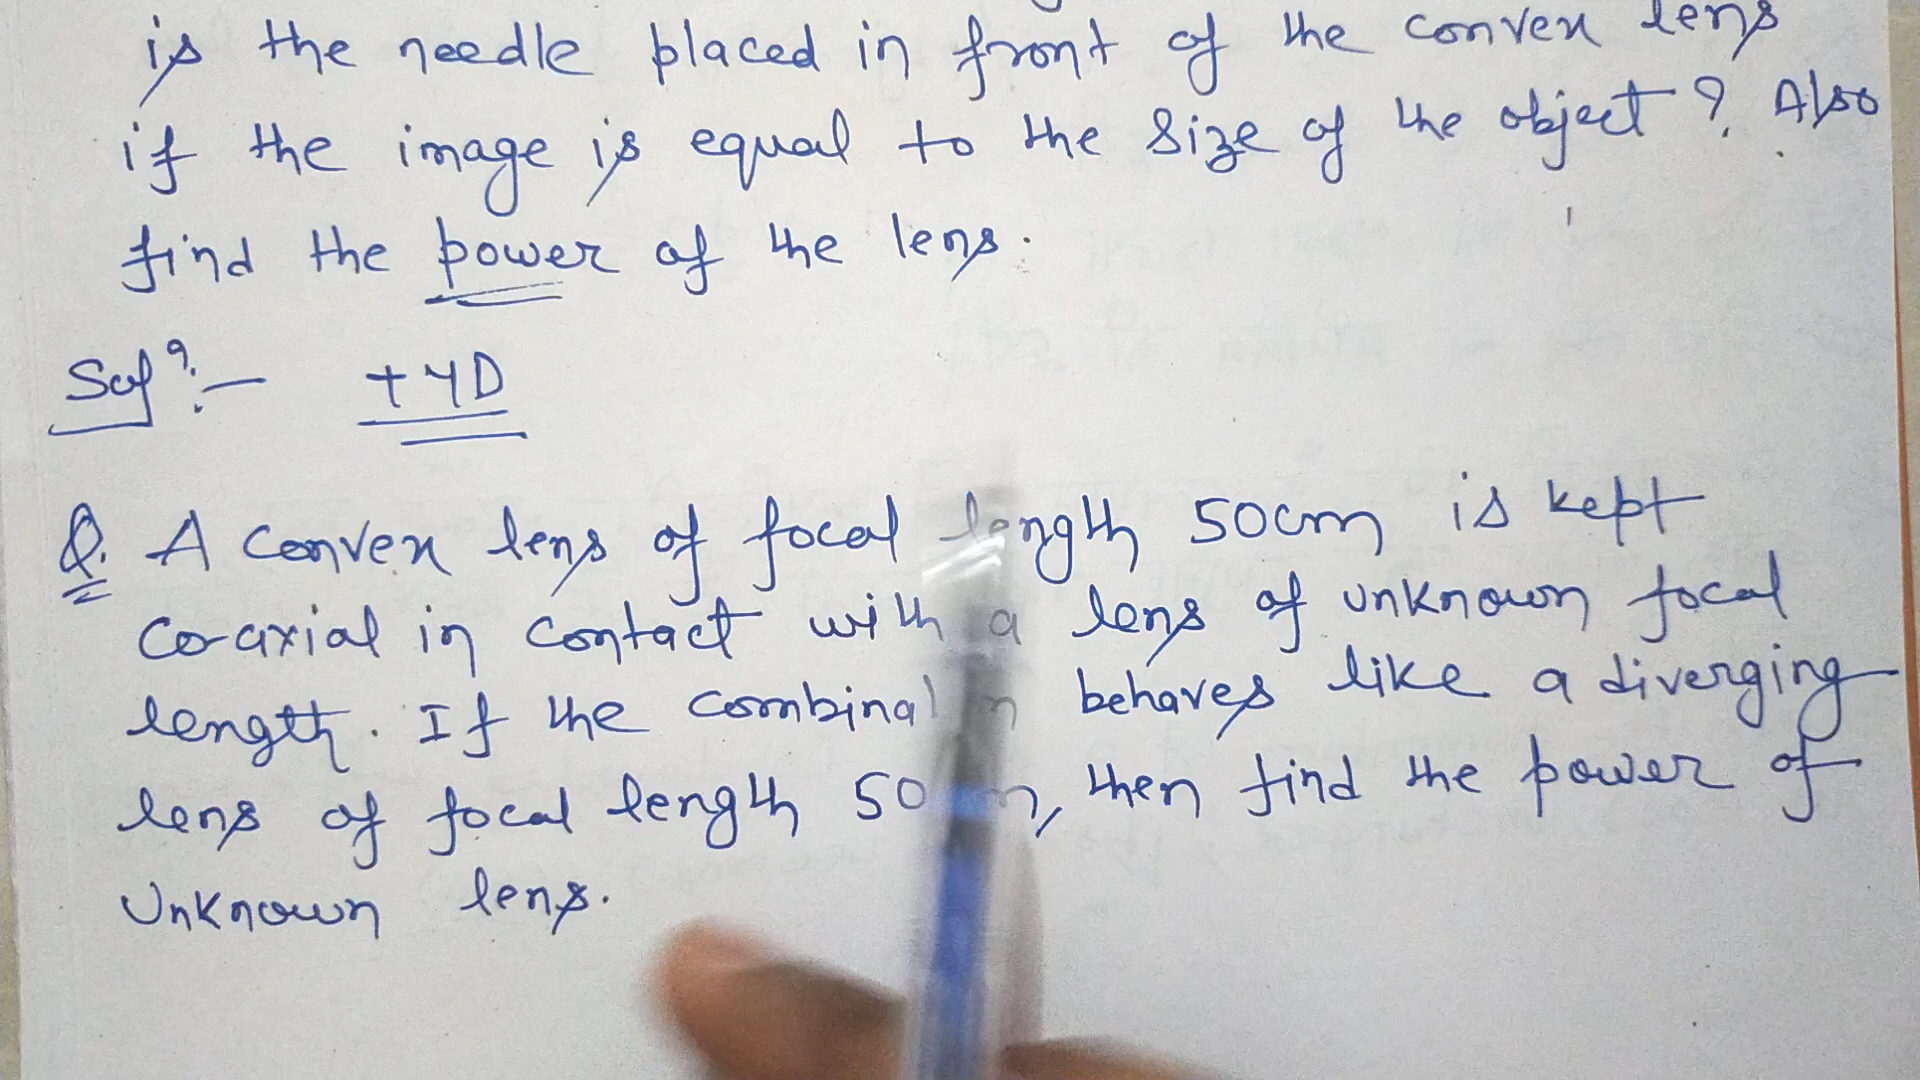 is the needle placed in front of the convex lens
if the image is equal to the size of the object? Also
find the power of the lens.
Sol?:- +4D
Q. A convex lens of focal length 50cm is kept
co-axial in contact with a lens of unknown focal
length. If the combina behaves like a diverging
lens of focal length 50 then find the power of
Unknown lens.